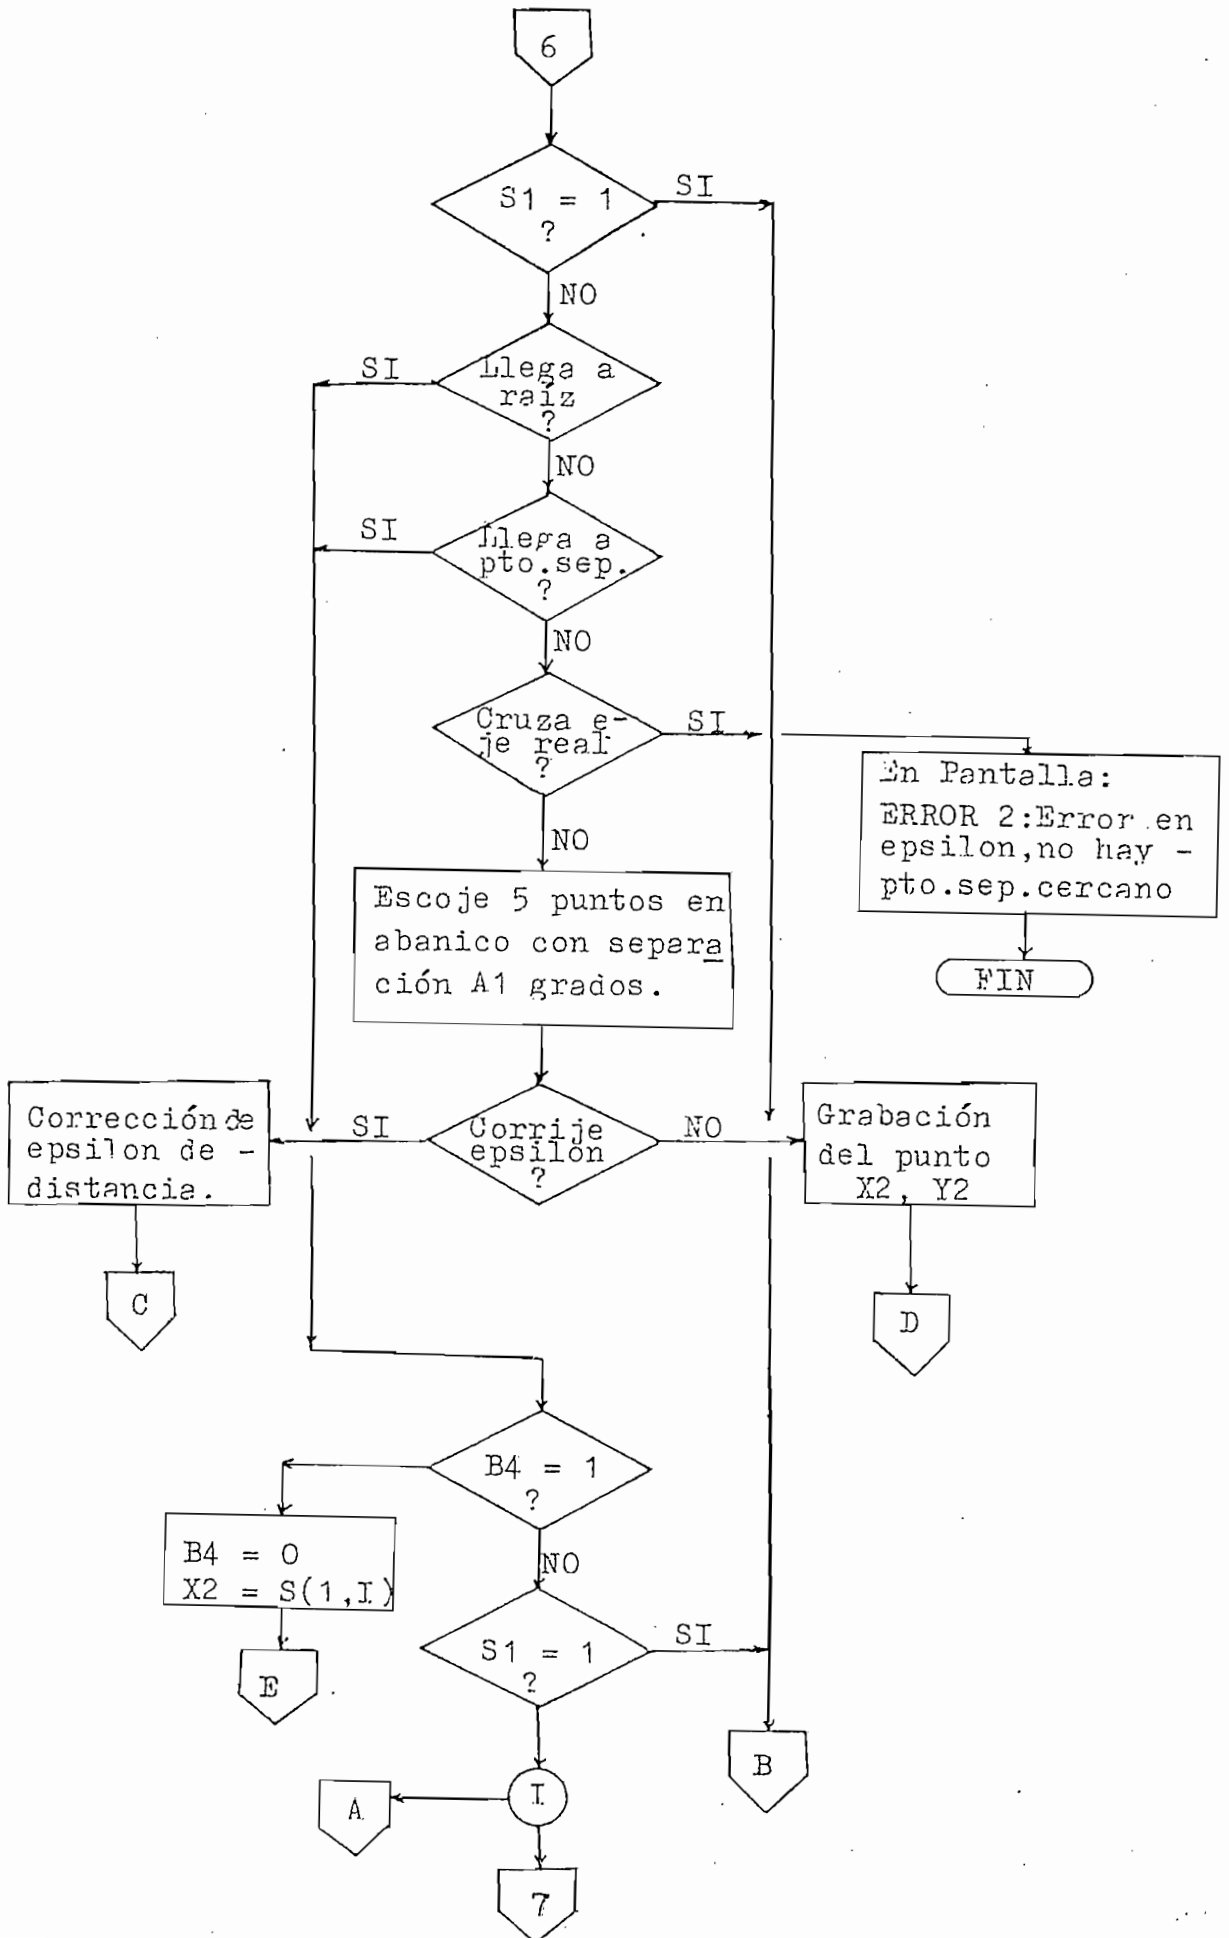 6
S1 = 1
?
SI
NO
Llega a
raíz
?
SI
NO
Llega a
pto.sep.
?
SI
NO
Cruza e-
je real
?
SI
En Pantalla:
ERROR 2:Error en
epsilon,no hay -
pto.sep.cercano
FIN
NO
Escoje 5 puntos en
abanico con separa
ción A1 grados.
Corrije
epsilon
?
SI
Corrección de
epsilon de -
distancia.
C
NO
Grabación
del punto
X2, Y2
D
B4 = 1
?
B4 = 0
X2 = S(1,I)
E
NO
S1 = 1
?
SI
B
I
A
7